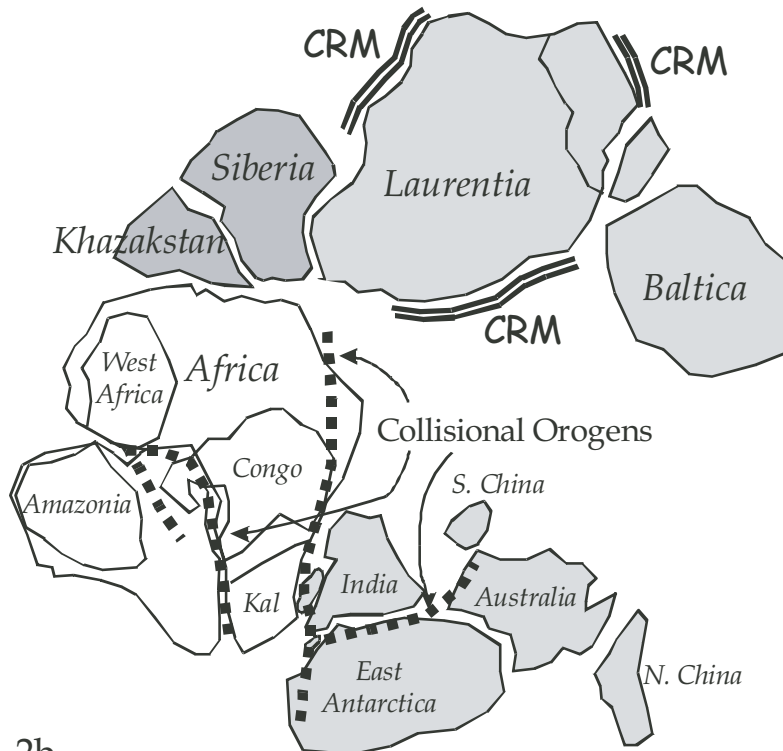 CRM
CRM
Siberia
Laurentia
Khazakstan
Baltica
CRM
West
Africa
Africa
Collisional Orogens
Congo
S. China
Amazonia
India
Australia
Kal
East
Antarctica
N. China
2b